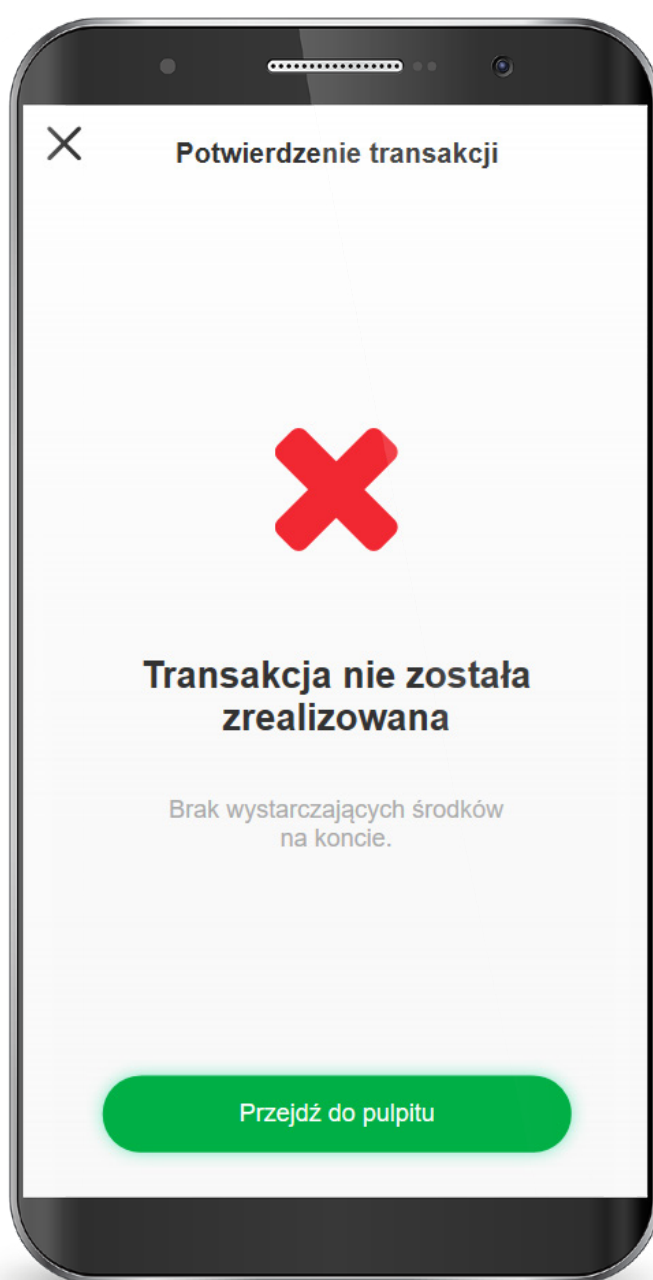 Potwierdzenie transakcji
Transakcja nie została
zrealizowana
Brak wystarczających środków
na koncie.
Przejdź do pulpitu